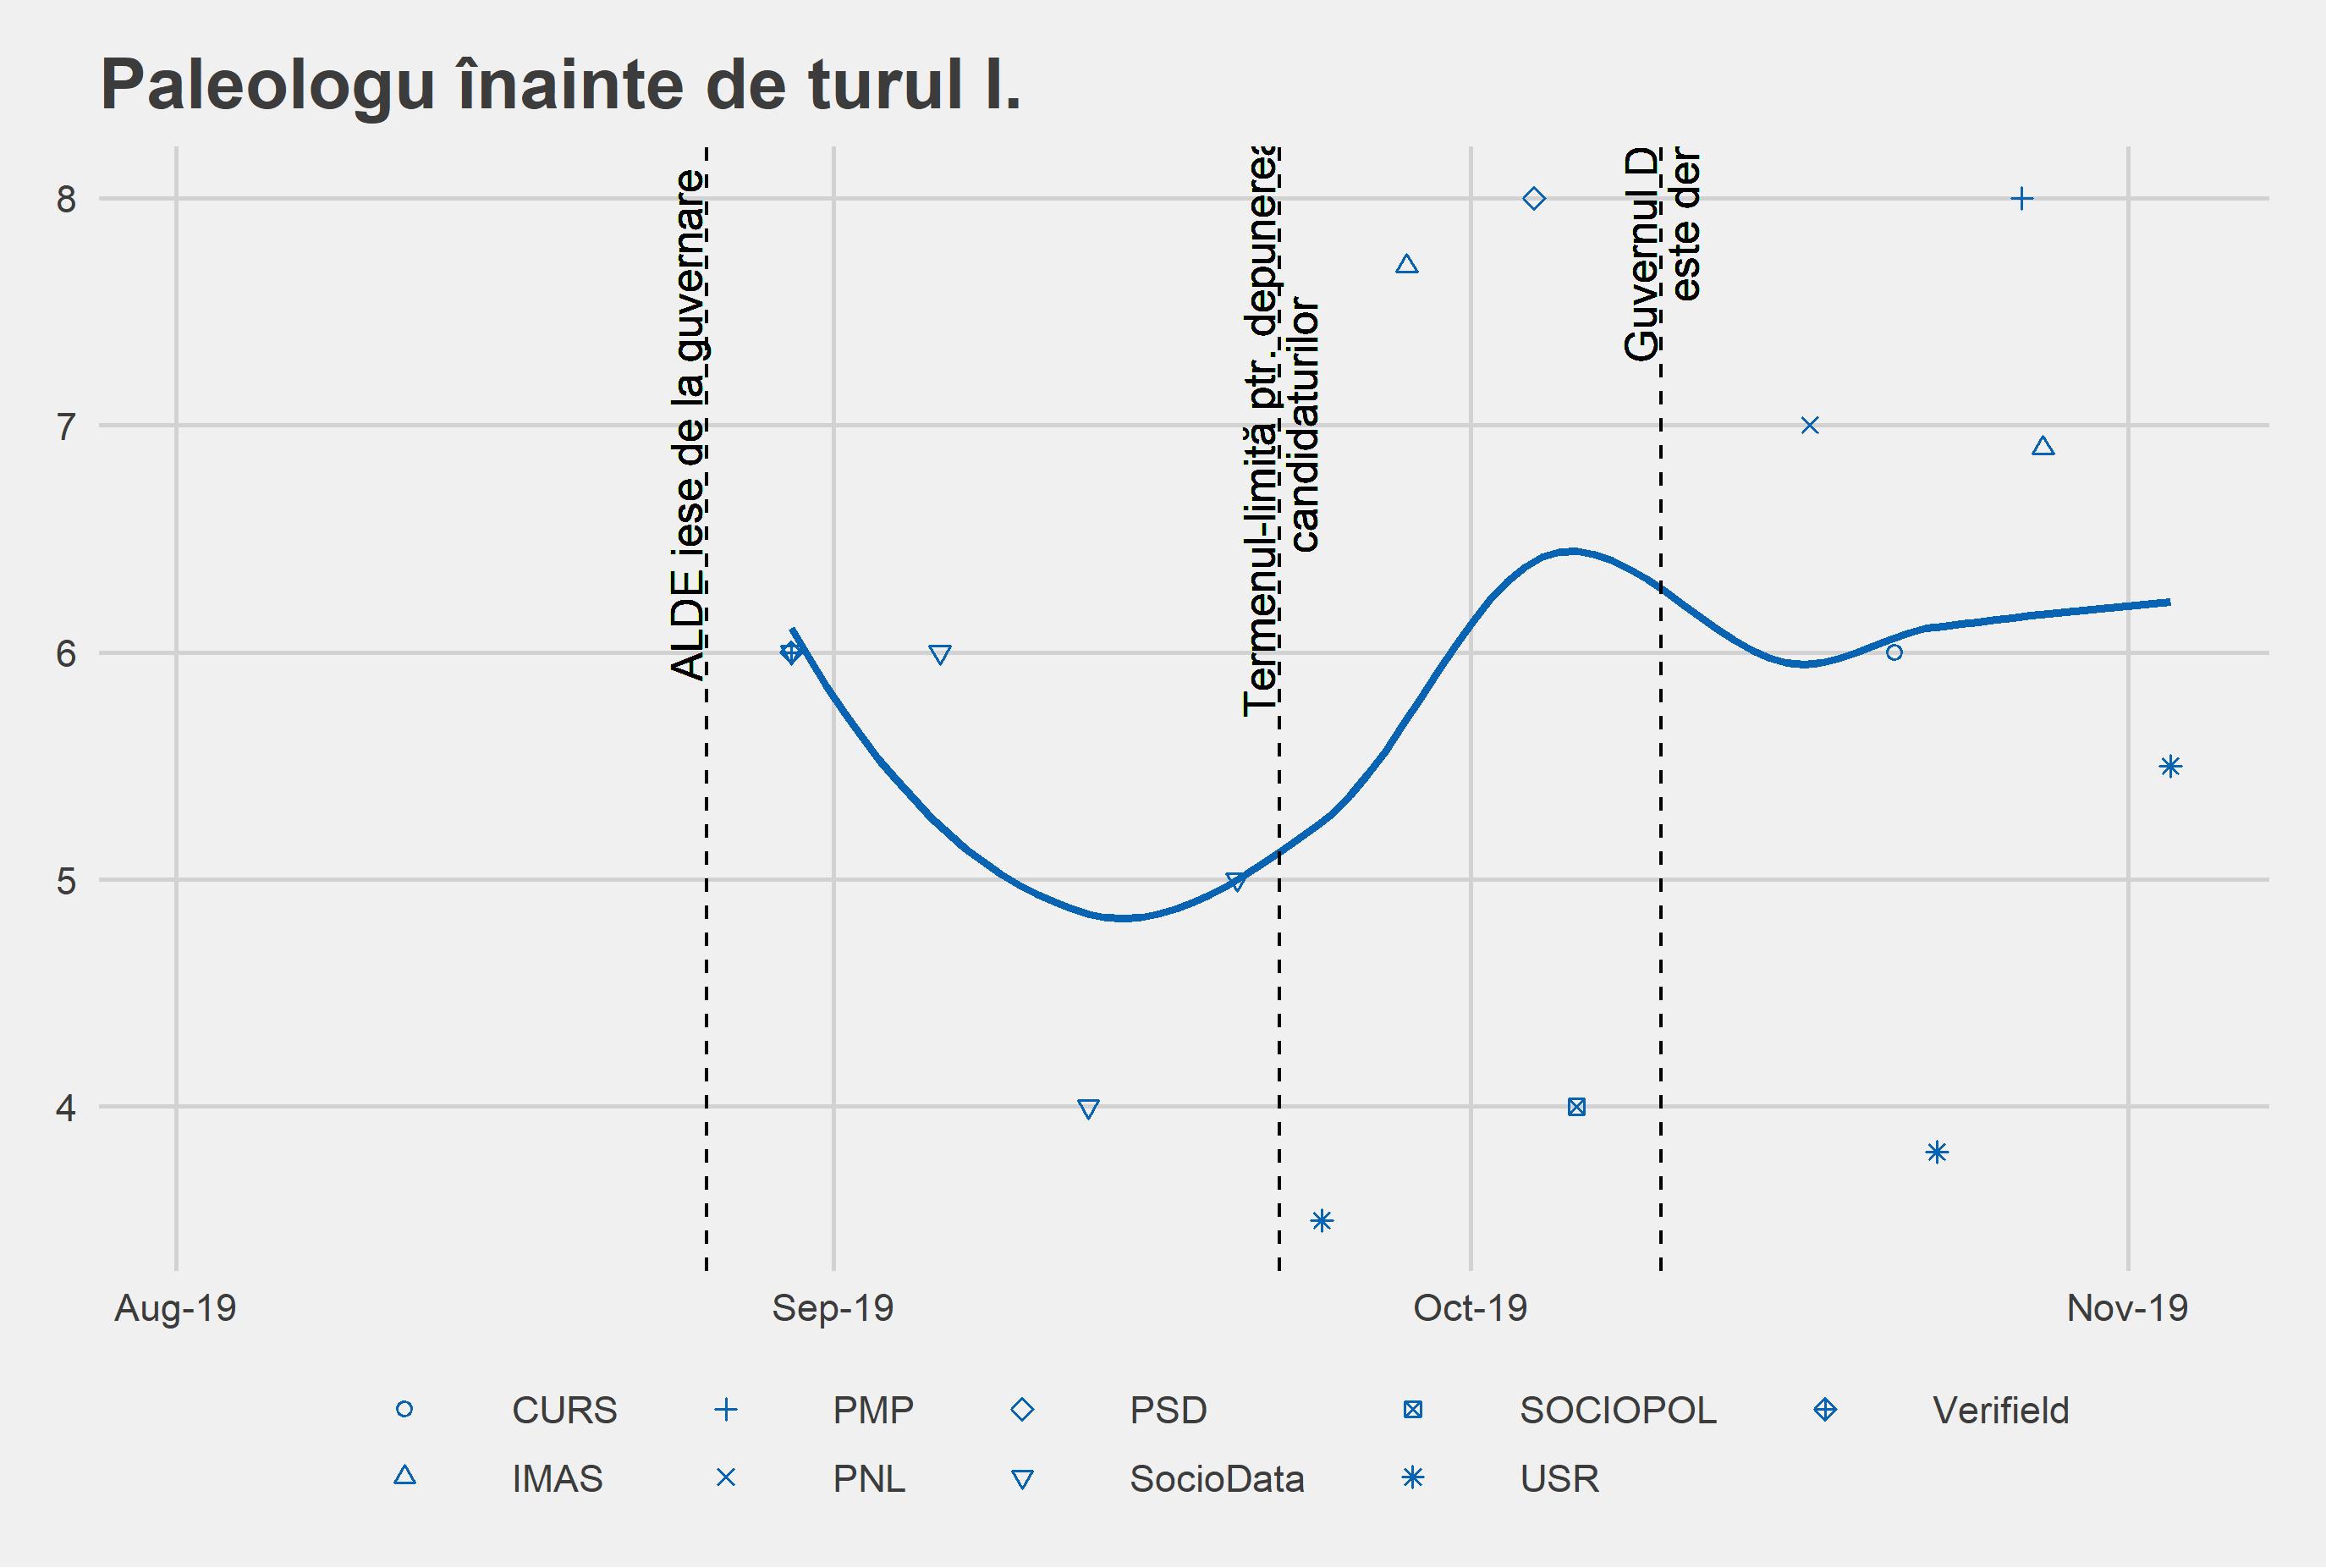 Paleologu înainte de turul I.
8
7
6
5
4
ALDE iese de la guvernare
Termenul-limită ptr. depunerea
candidaturilor
Guvernul D
este der
Aug-19
Sep-19
Oct-19
Nov-19
CURS
PMP
PSD
SOCIOPOL
Verifield
IMAS
PNL
SocioData
USR